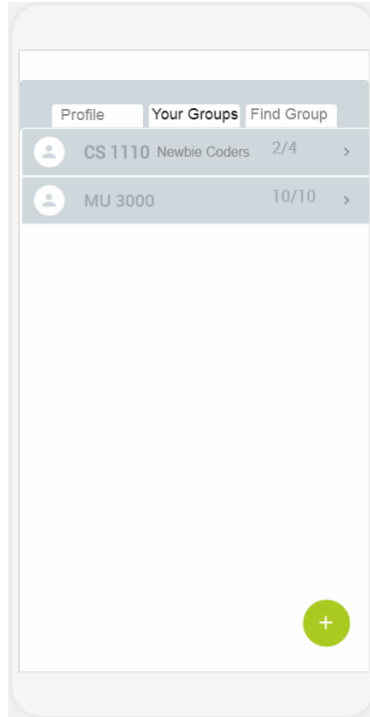 Profile Your Groups Find Group
CS 1110 Newbie Coders 2/4 >
MU 3000 10/10 >
+